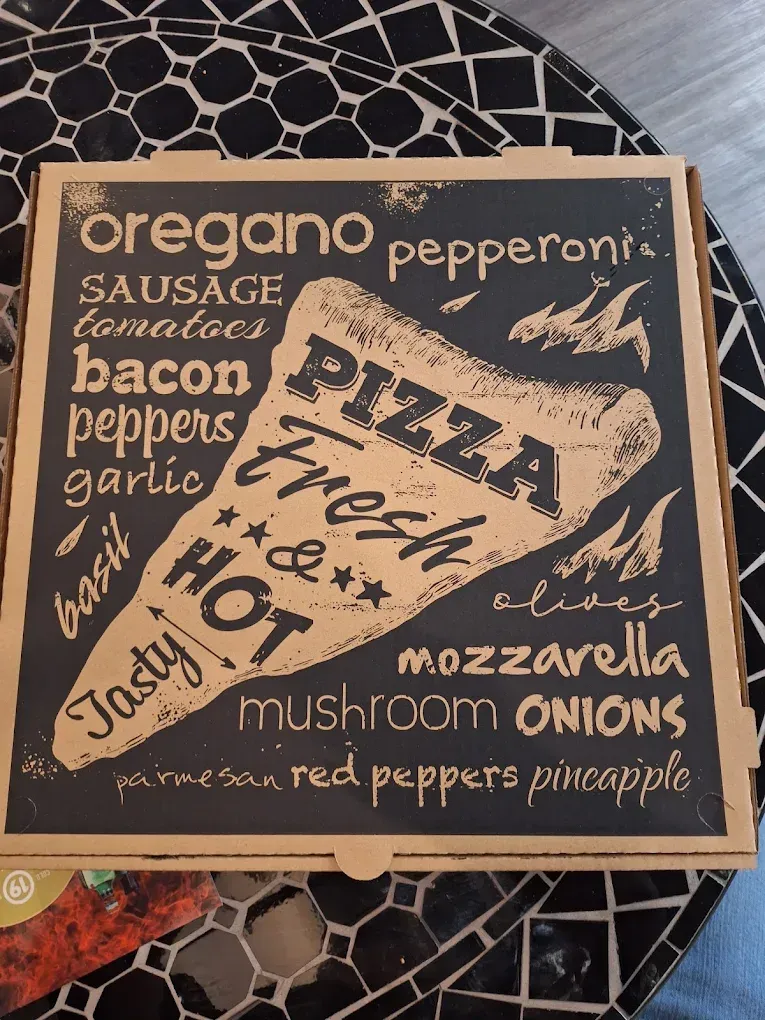 oregano
pepperoni
SAUSAGE
tomatoes
bacon
peppers
garlic
basil
PIZZA
Fresh
&
HOT
Tasty
olives
mozzarella
mushroom ONIONS
parmesan red peppers pineapple
19